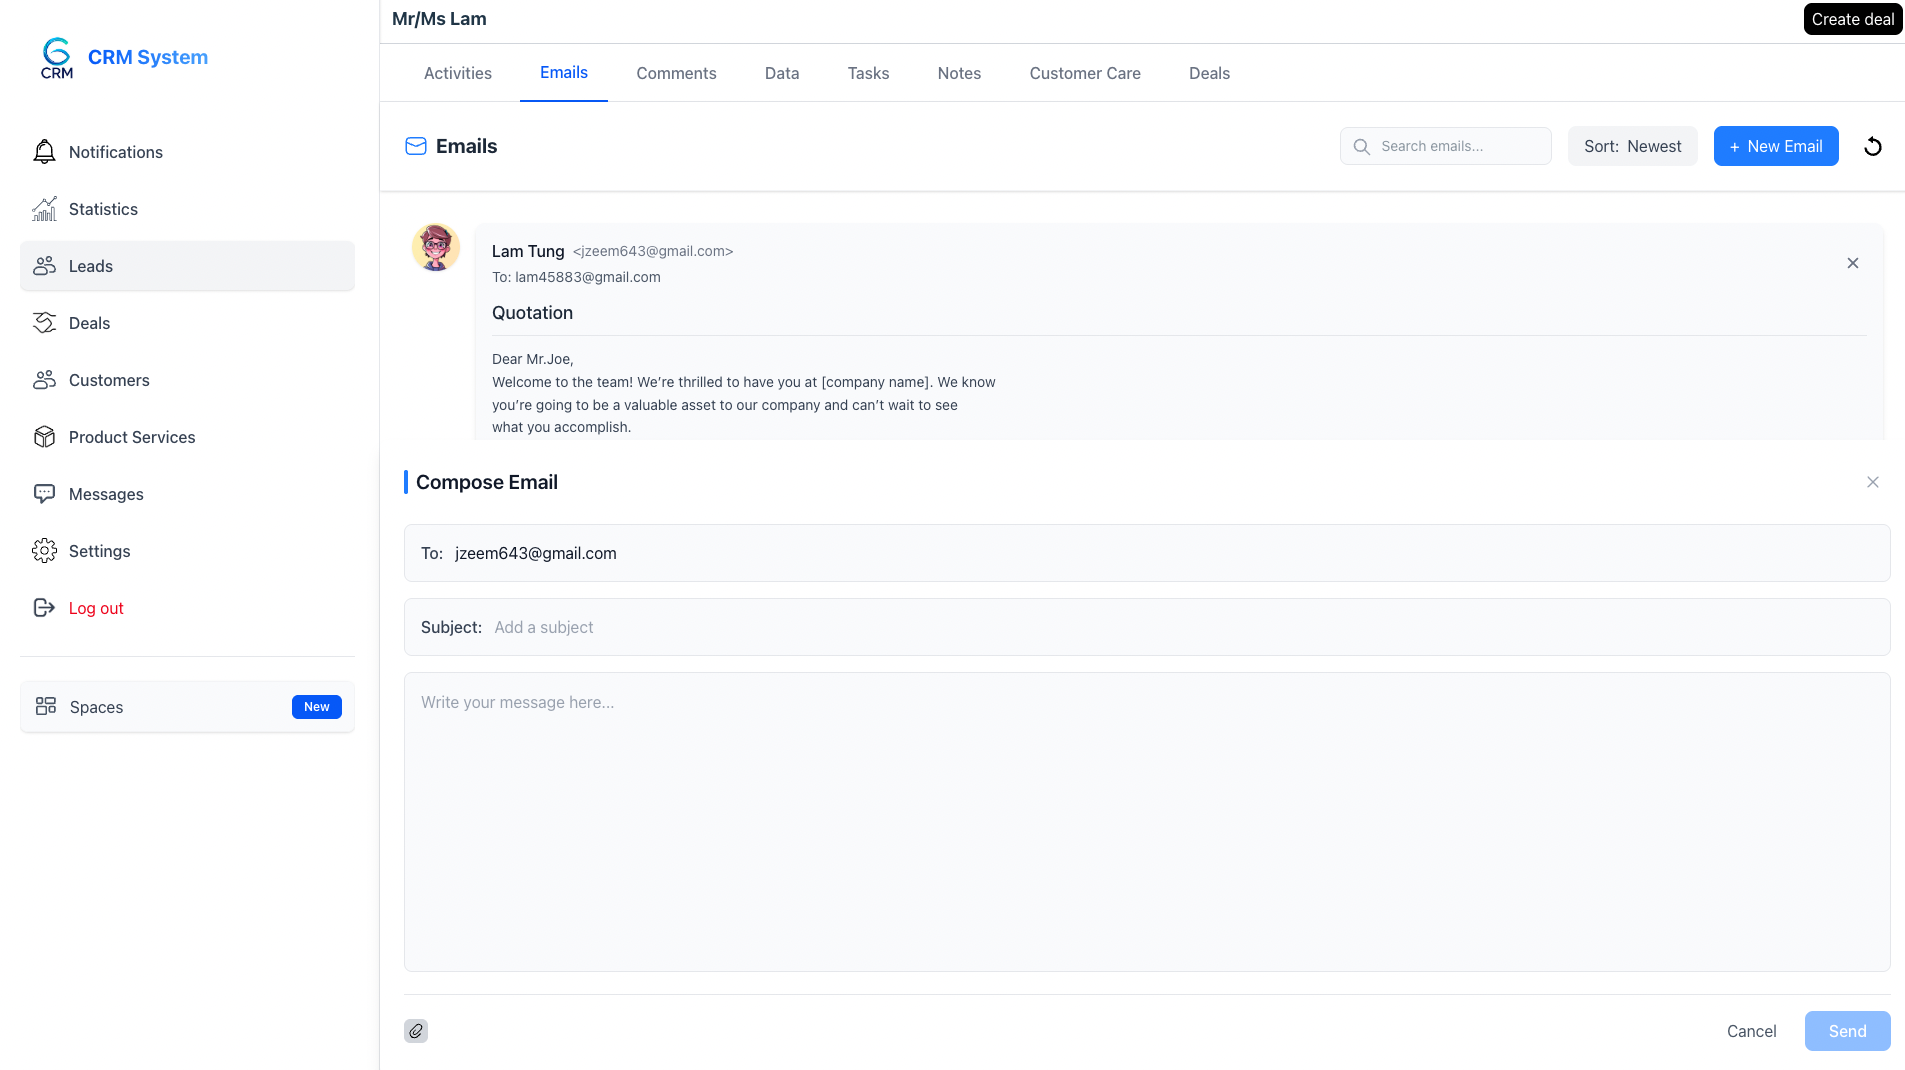 Mr/Ms Lam
Create deal
CRM
CRM System
Activities
Emails
Comments
Data
Tasks
Notes
Customer Care
Deals
Emails
Search emails...
Sort: Newest
+ New Email
Notifications
Statistics
Leads
Deals
Customers
Product Services
Messages
Settings
Log out
Spaces
New
Lam Tung <jzeem643@gmail.com>
To: lam45883@gmail.com
Quotation
Dear Mr.Joe,
Welcome to the team! We’re thrilled to have you at [company name]. We know
you’re going to be a valuable asset to our company and can’t wait to see
what you accomplish.
Compose Email
To: jzeem643@gmail.com
Subject: Add a subject
Write your message here...
Cancel
Send